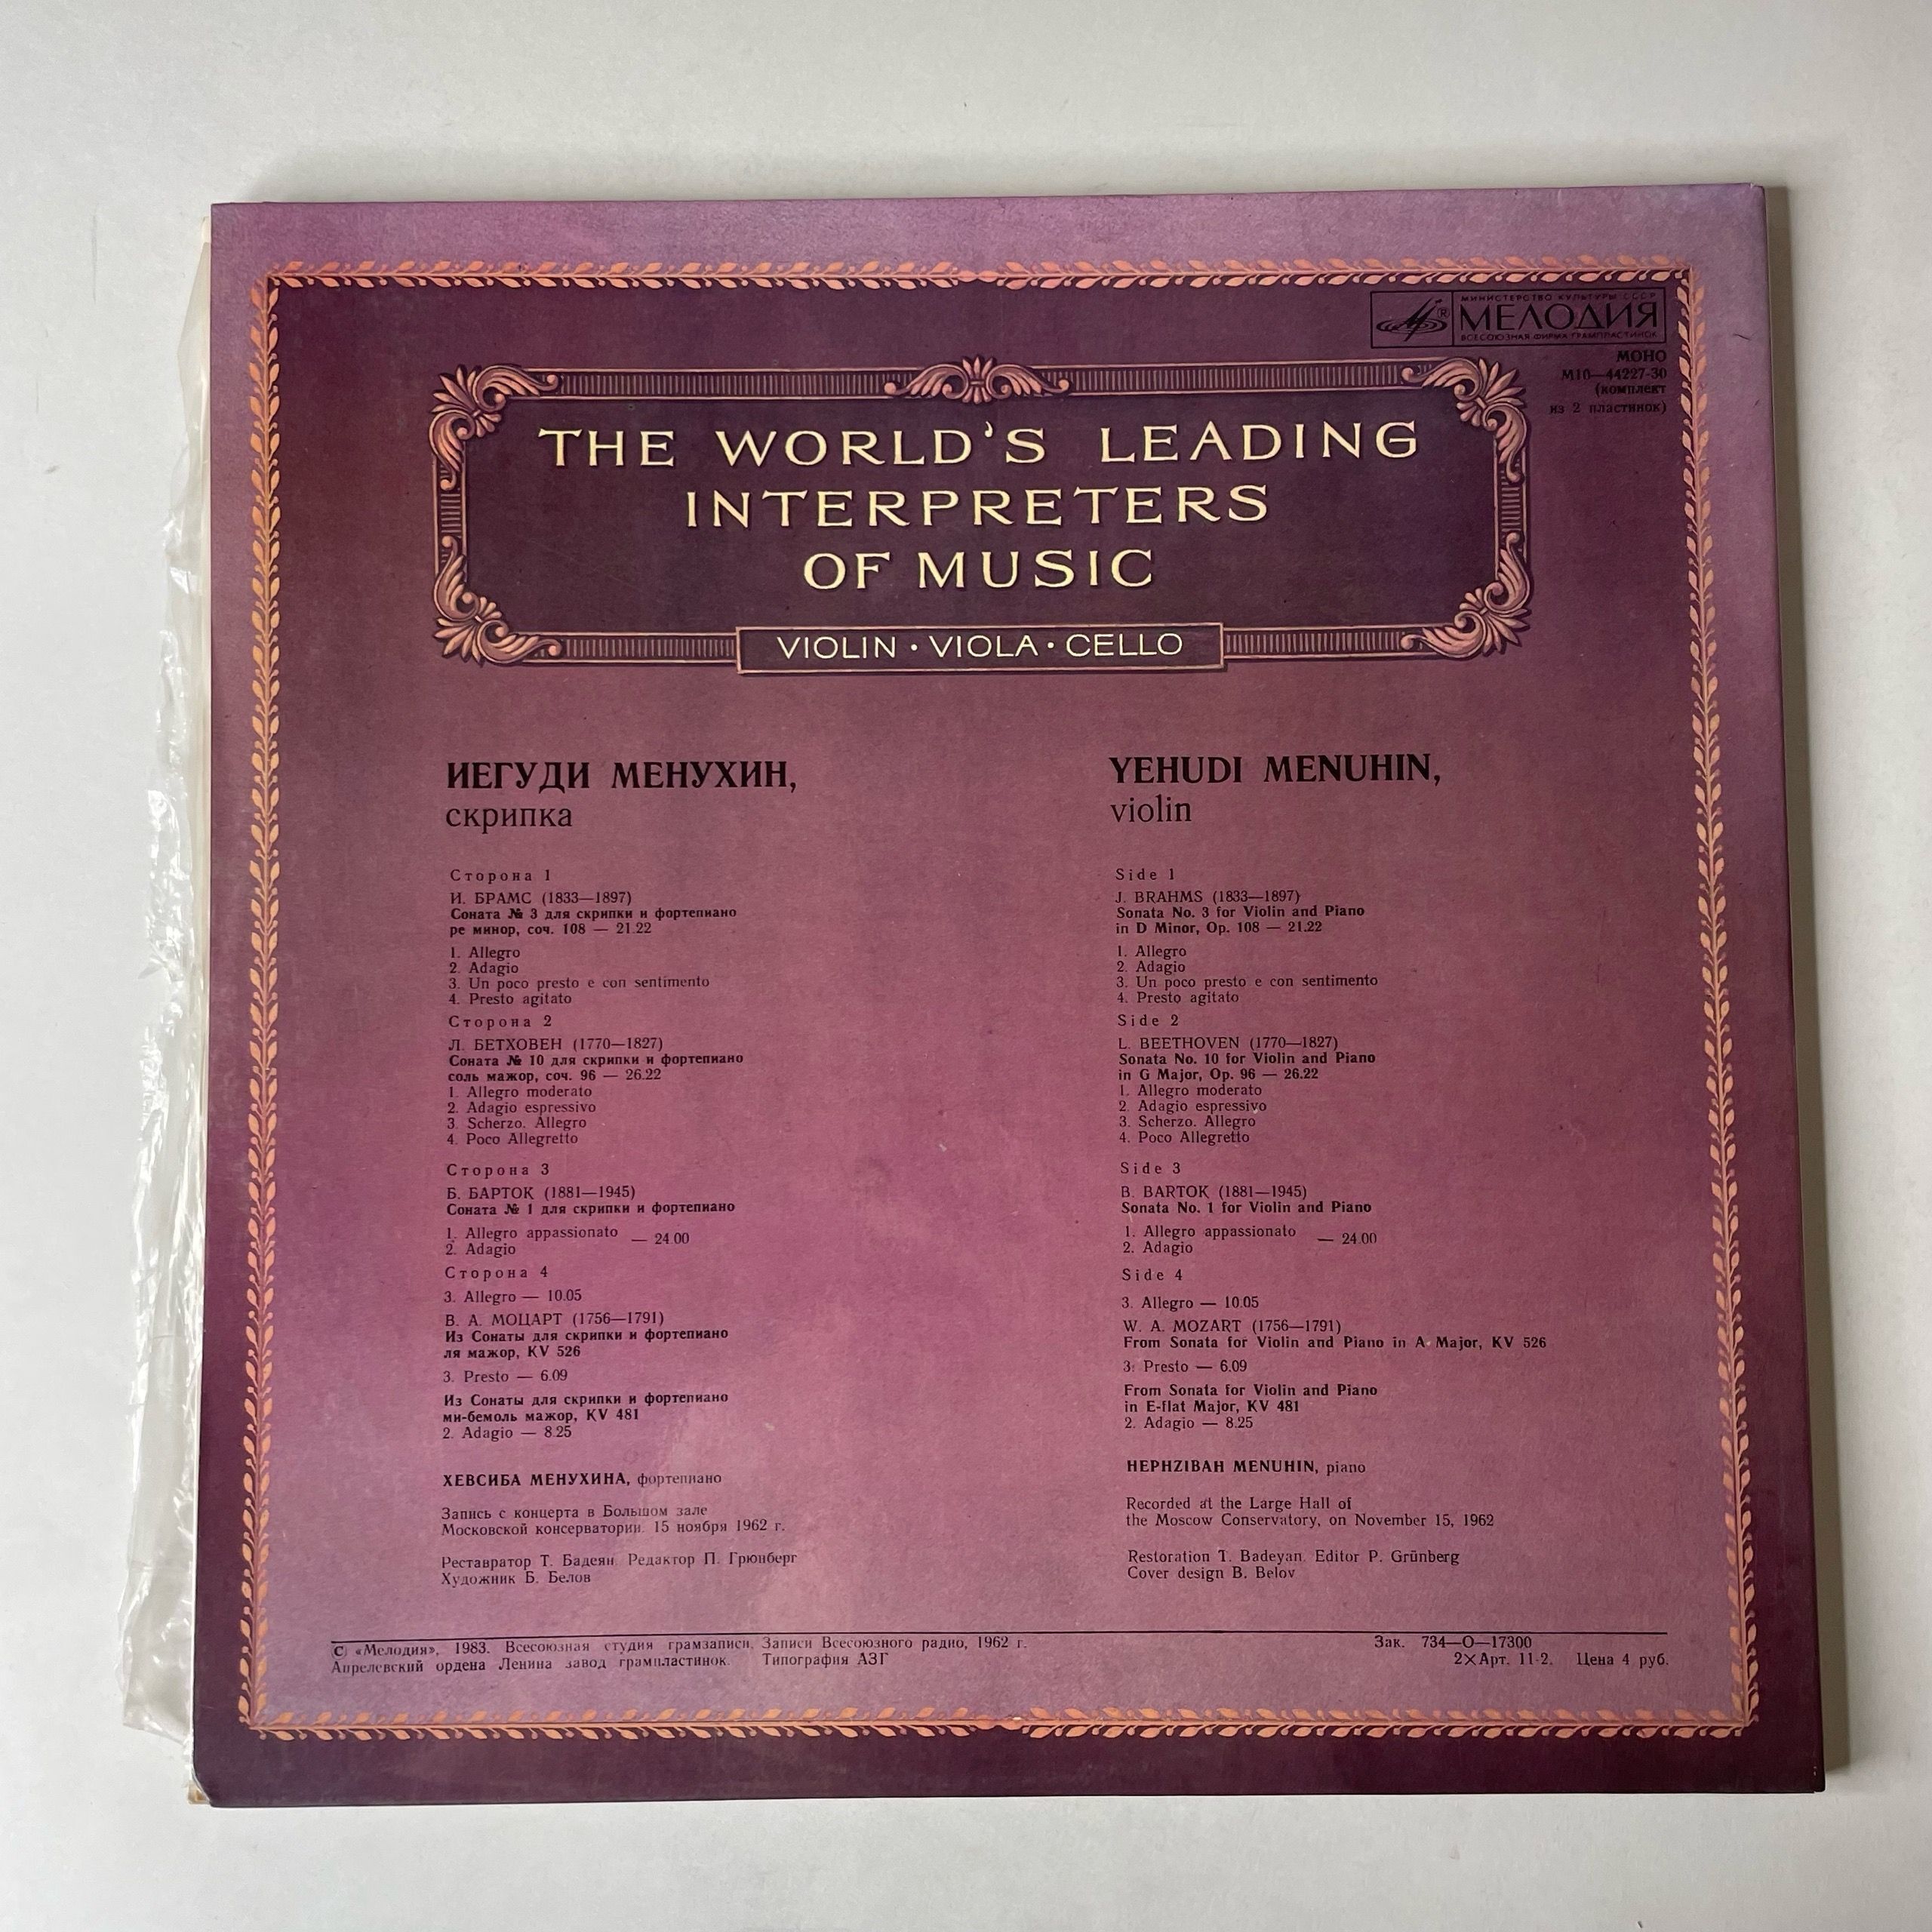 МИНИСТЕРСТВО КУЛЬТУРЫ СССР
МЕЛОДИЯ
ВСЕСОЮЗНАЯ ФИРМА ГРАМПЛАСТИНОК
МОНО
М10—44227-30
(комплект
из 2 пластинок)
THE WORLD'S LEADING
INTERPRETERS
OF MUSIC
VIOLIN · VIOLA · CELLO
ИЕГУДИ МЕНУХИН,
скрипка
Сторона 1
И. БРАМС (1833—1897)
Соната № 3 для скрипки и фортепиано
ре минор, соч. 108 — 21.22
1. Allegro
2. Adagio
3. Un poco presto e con sentimento
4. Presto agitato
Сторона 2
Л. БЕТХОВЕН (1770—1827)
Соната № 10 для скрипки и фортепиано
соль мажор, соч. 96 — 26.22
1. Allegro moderato
2. Adagio espressivo
3. Scherzo. Allegro
4. Poco Allegretto
Сторона 3
Б. БАРТОК (1881—1945)
Соната № 1 для скрипки и фортепиано
1. Allegro appassionato
2. Adagio — 24.00
Сторона 4
3. Allegro — 10.05
В. А. МОЦАРТ (1756—1791)
Из Сонаты для скрипки и фортепиано
ля мажор, KV 526
3. Presto — 6.09
Из Сонаты для скрипки и фортепиано
ми-бемоль мажор, KV 481
2. Adagio — 8.25
ХЕВСИБА МЕНУХИНА, фортепиано
Запись с концерта в Большом зале
Московской консерватории. 15 ноября 1962 г.
Реставратор Т. Бадеян. Редактор П. Грюнберг
Художник Б. Белов
YEHUDI MENUHIN,
violin
Side 1
J. BRAHMS (1833—1897)
Sonata No. 3 for Violin and Piano
in D Minor, Op. 108 — 21.22
1. Allegro
2. Adagio
3. Un poco presto e con sentimento
4. Presto agitato
Side 2
L. BEETHOVEN (1770—1827)
Sonata No. 10 for Violin and Piano
in G Major, Op. 96 — 26.22
1. Allegro moderato
2. Adagio espressivo
3. Scherzo. Allegro
4. Poco Allegretto
Side 3
B. BARTOK (1881—1945)
Sonata No. 1 for Violin and Piano
1. Allegro appassionato
2. Adagio — 24.00
Side 4
3. Allegro — 10.05
W. A. MOZART (1756—1791)
From Sonata for Violin and Piano in A Major, KV 526
3. Presto — 6.09
From Sonata for Violin and Piano
in E-flat Major, KV 481
2. Adagio — 8.25
HEPHZIBAH MENUHIN, piano
Recorded at the Large Hall of
the Moscow Conservatory, on November 15, 1962
Restoration T. Badeyan. Editor P. Grünberg
Cover design B. Belov
© «Мелодия», 1983. Всесоюзная студия грамзаписи. Записи Всесоюзного радио, 1962 г.
Апрелевский ордена Ленина завод грампластинок. Типография АЗГ
Зак. 734—О—17300
2×Арт. 11-2. Цена 4 руб.